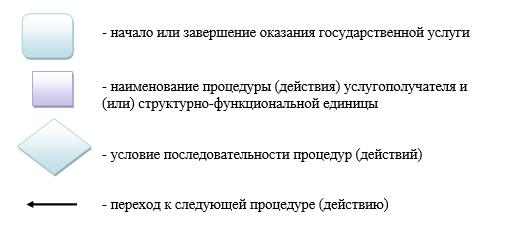 - начало или завершение оказания государственной услуги
- наименование процедуры (действия) услугополучателя и
(или) структурно-функциональной единицы
- условие последовательности процедур (действий)
- переход к следующей процедуре (действию)